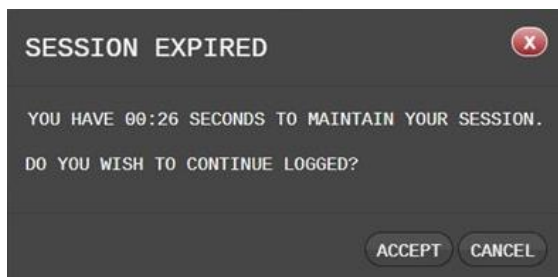 SESSION EXPIRED
X
YOU HAVE 00:26 SECONDS TO MAINTAIN YOUR SESSION.
DO YOU WISH TO CONTINUE LOGGED?
ACCEPT CANCEL